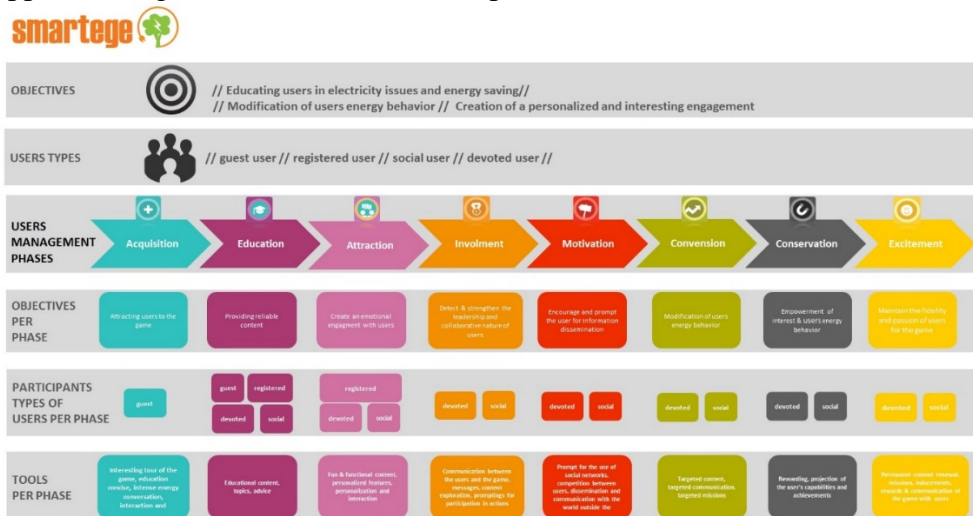 smartege
OBJECTIVES
// Educating users in electricity issues and energy saving//
// Modification of users energy behavior // Creation of a personalized and interesting engagement
USERS TYPES
// guest user // registered user // social user // devoted user //
USERS
MANAGEMENT
PHASES
Acquisition
Education
Attraction
Involment
Motivation
Convension
Conservation
Excitement
OBJECTIVES
PER
PHASE
Attracting users to the
game
Providing reliable
content
Create an emotional
engagment with users
Detect & strengthen the
leadership and
collaborative nature of
users
Encourage and prompt
the user for information
dissemination
Modification of users
energy behavior
Empowerment of
interest & users energy
behavior
Maintain the fidelity
and passion of users
for the game
PARTICIPANTS
TYPES OF
USERS PER PHASE
guest
guest registered
devoted social
registered
devoted social
devoted social
devoted social
devoted social
devoted social
devoted social
TOOLS
PER PHASE
Interesting tour of the
game, education
concise, intense energy
conversation,
interaction and
Educational content,
topics, advice
Fun & functional content,
personalized features,
personalization and
interaction
Communication between
the users and the game,
messages, content
exploration, promptings for
participation in actions
Prompt for the use of
social networks,
competition between
users, dissemination and
communication with the
world outside the
Targeted content,
targeted communication,
targeted missions
Rewarding, projection of
the user's capabilities and
achievements
Permanent content renewal,
missions, inducements,
rewards & communication of
the game with users